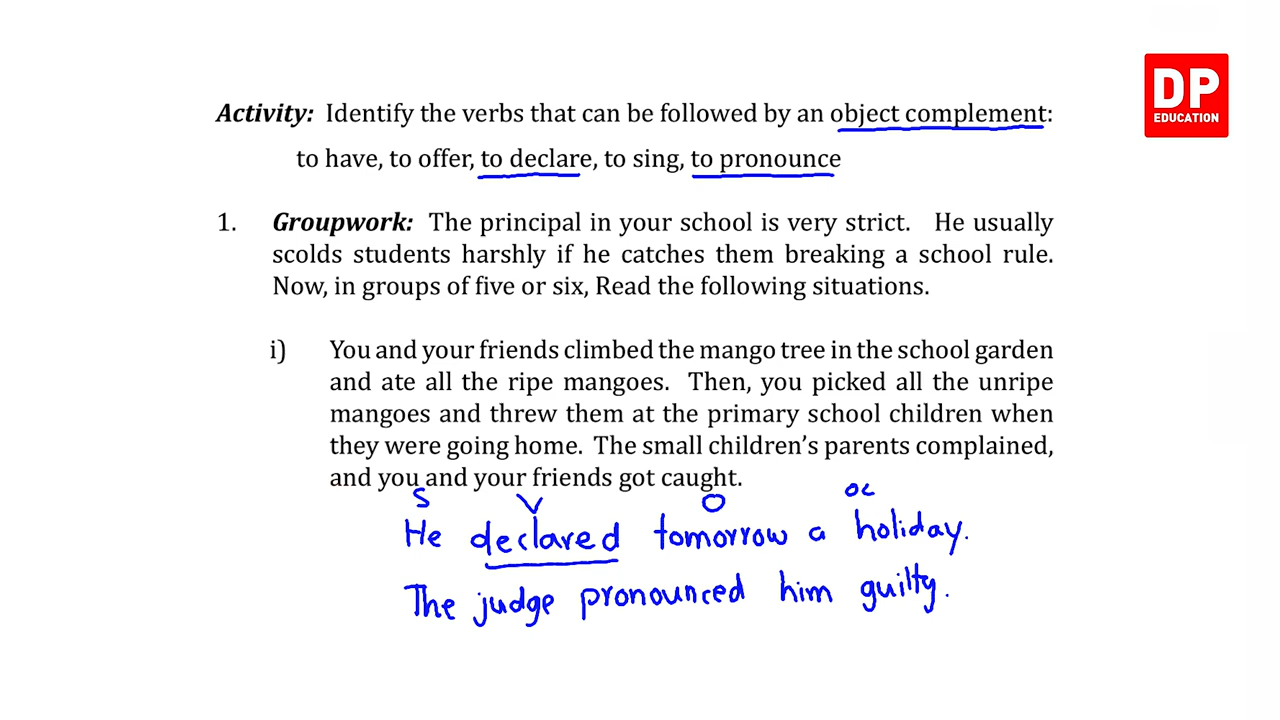 DP
EDUCATION
Activity: Identify the verbs that can be followed by an object complement:
to have, to offer, to declare, to sing, to pronounce
1. Groupwork: The principal in your school is very strict. He usually
scolds students harshly if he catches them breaking a school rule.
Now, in groups of five or six, Read the following situations.
i) You and your friends climbed the mango tree in the school garden
and ate all the ripe mangoes. Then, you picked all the unripe
mangoes and threw them at the primary school children when
they were going home. The small children's parents complained,
and you and your friends got caught.
S V O OC
He declared tomorrow a holiday.
The judge pronounced him guilty.